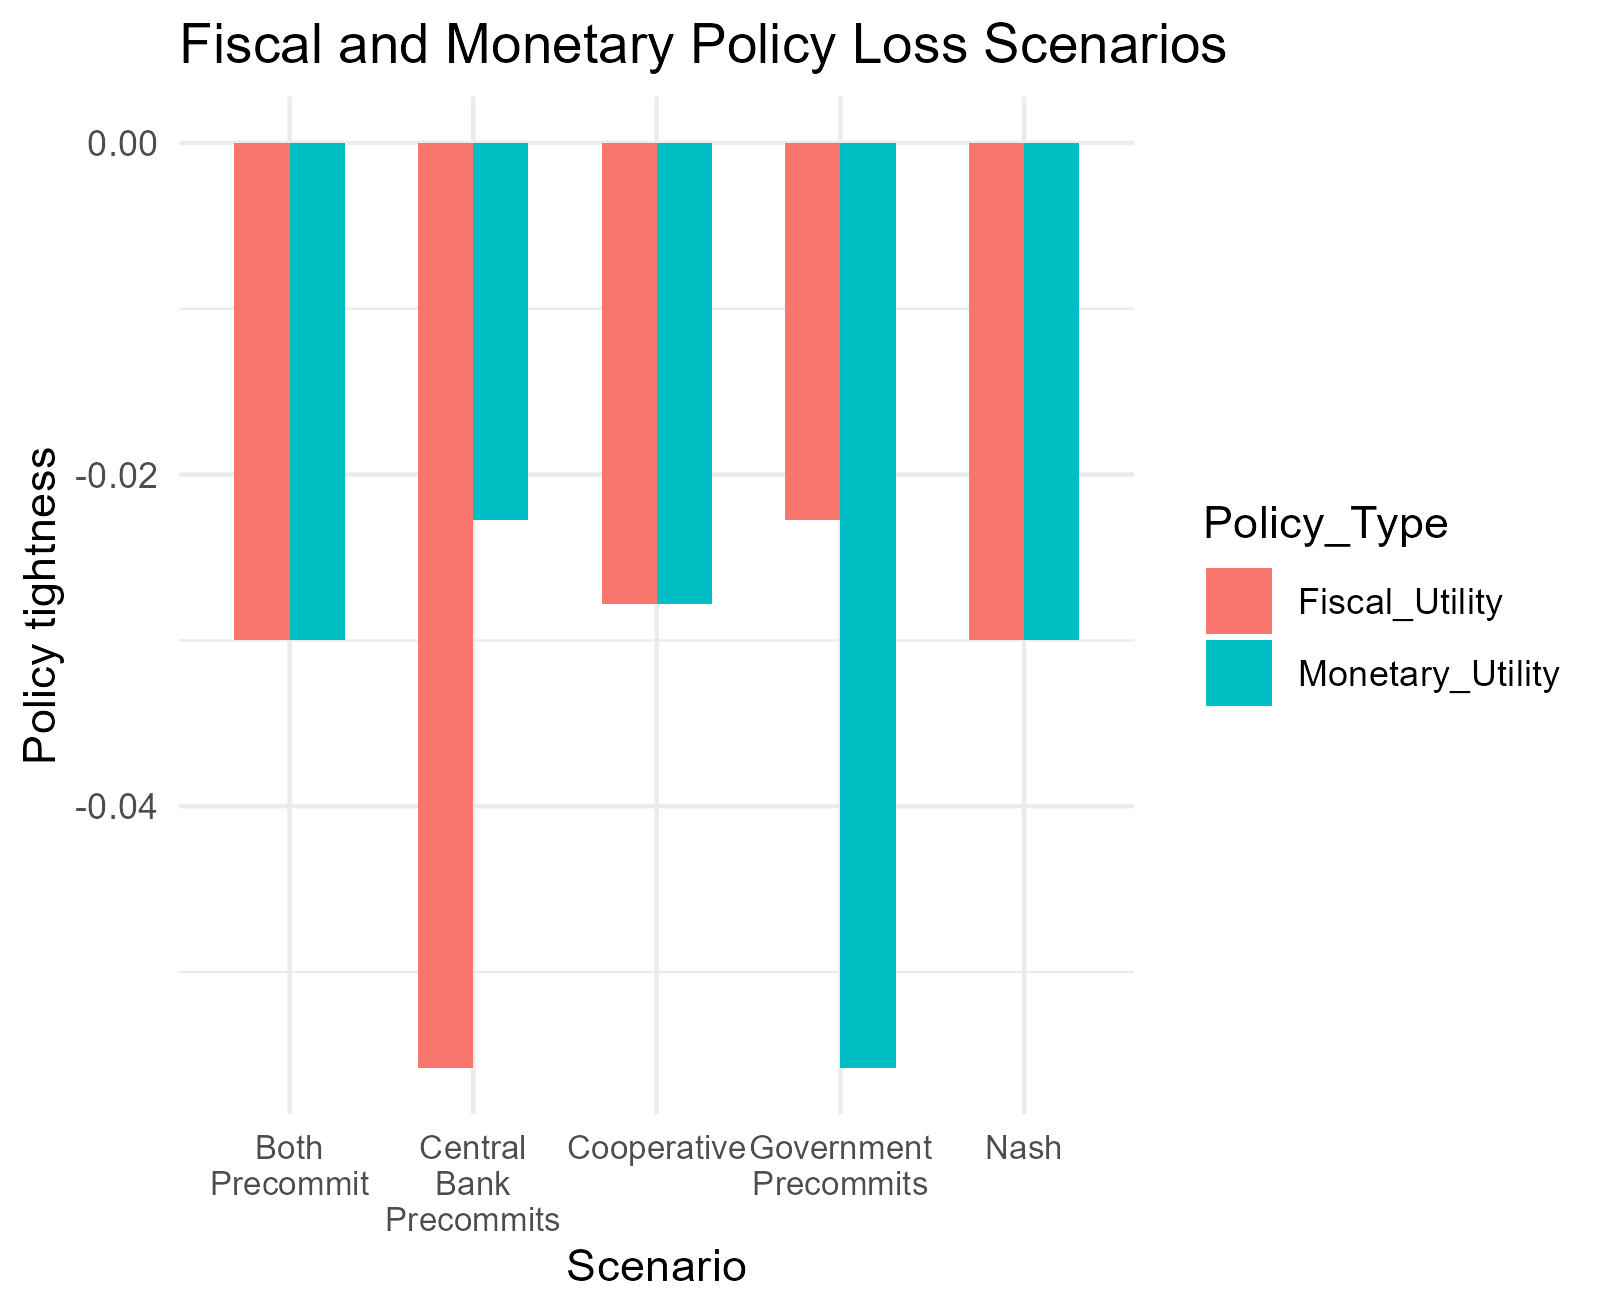 Fiscal and Monetary Policy Loss Scenarios
0.00
-0.02
-0.04
Policy tightness
Both
Precommit
Central
Bank
Precommits
Cooperative
Government
Precommits
Nash
Scenario
Policy_Type
Fiscal_Utility
Monetary_Utility